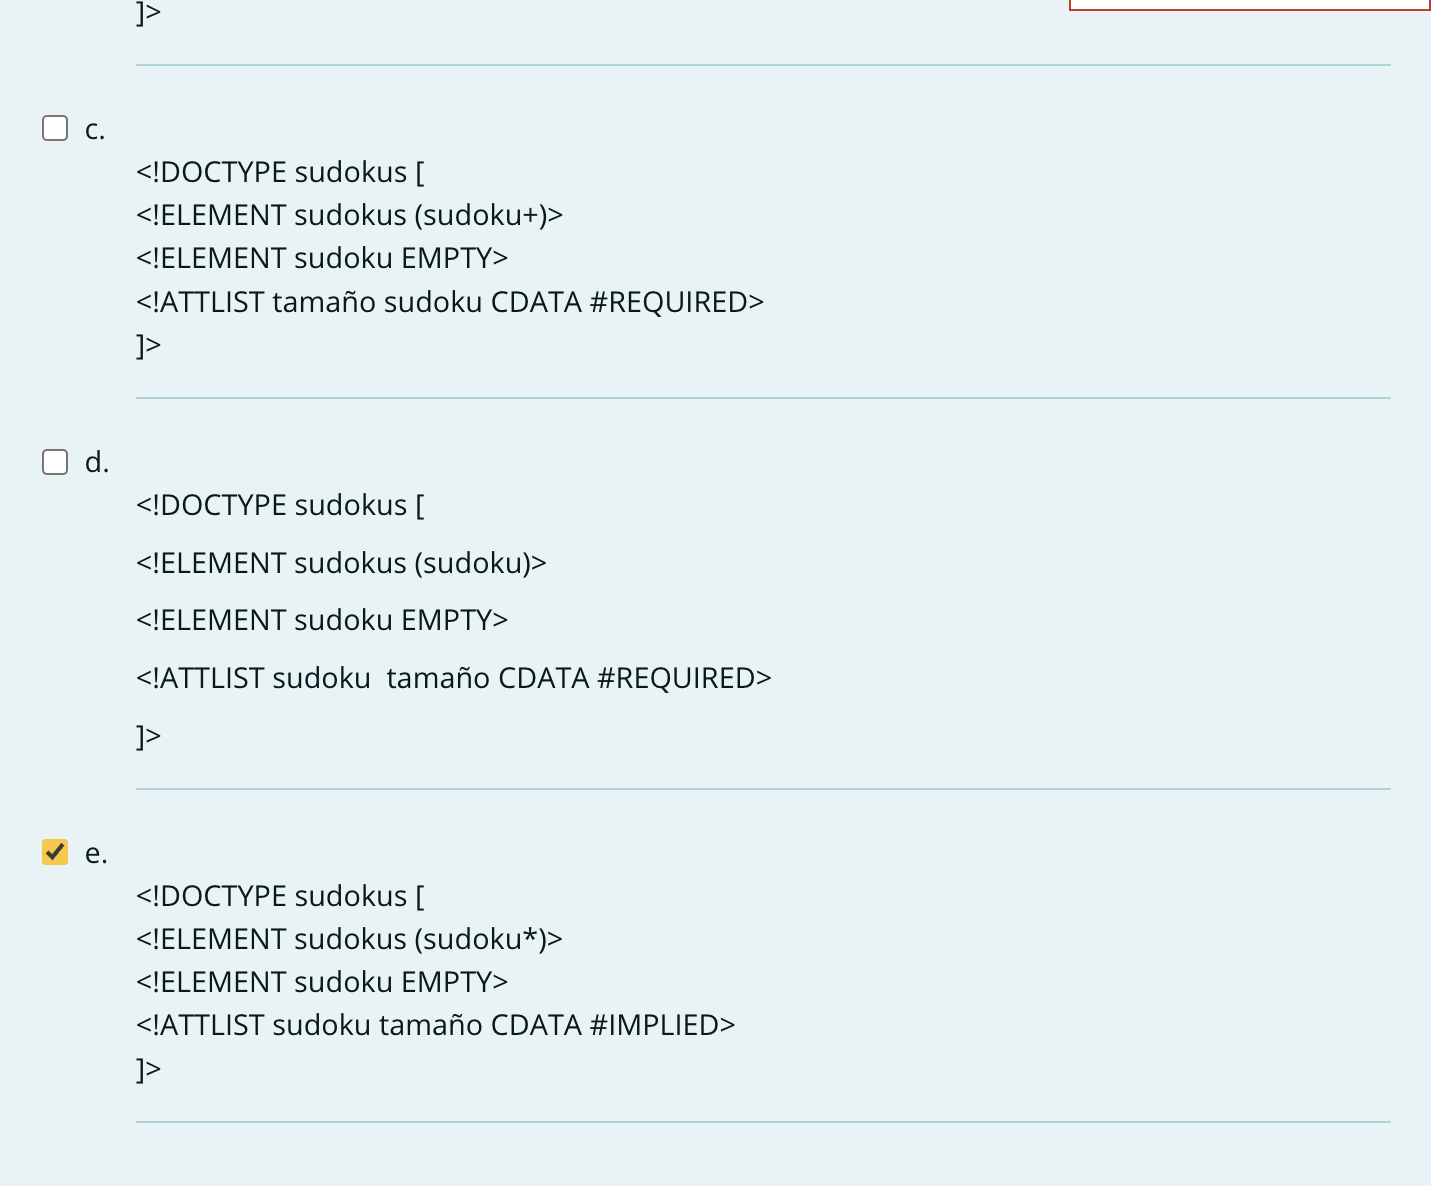 ]>
c.
<!DOCTYPE sudokus [
<!ELEMENT sudokus (sudoku+)>
<!ELEMENT sudoku EMPTY>
<!ATTLIST tamaño sudoku CDATA #REQUIRED>
]>
d.
<!DOCTYPE sudokus [
<!ELEMENT sudokus (sudoku)>
<!ELEMENT sudoku EMPTY>
<!ATTLIST sudoku  tamaño CDATA #REQUIRED>
]>
e.
<!DOCTYPE sudokus [
<!ELEMENT sudokus (sudoku*)>
<!ELEMENT sudoku EMPTY>
<!ATTLIST sudoku tamaño CDATA #IMPLIED>
]>